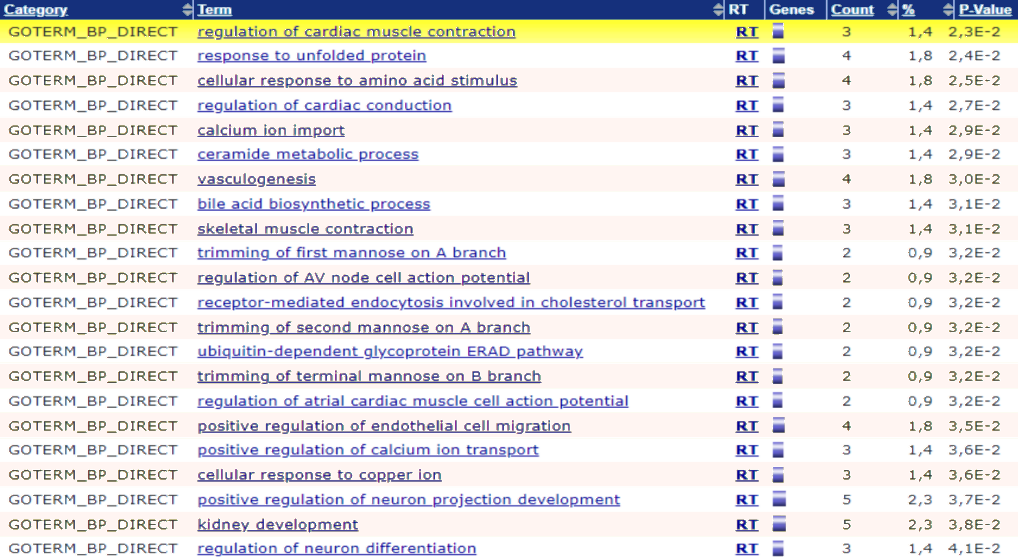 Category Term RT Genes Count % P-Value
GOTERM_BP_DIRECT regulation of cardiac muscle contraction RT 3 1,4 2,3E-2
GOTERM_BP_DIRECT response to unfolded protein RT 4 1,8 2,4E-2
GOTERM_BP_DIRECT cellular response to amino acid stimulus RT 4 1,8 2,5E-2
GOTERM_BP_DIRECT regulation of cardiac conduction RT 3 1,4 2,7E-2
GOTERM_BP_DIRECT calcium ion import RT 3 1,4 2,9E-2
GOTERM_BP_DIRECT ceramide metabolic process RT 3 1,4 2,9E-2
GOTERM_BP_DIRECT vasculogenesis RT 4 1,8 3,0E-2
GOTERM_BP_DIRECT bile acid biosynthetic process RT 3 1,4 3,1E-2
GOTERM_BP_DIRECT skeletal muscle contraction RT 3 1,4 3,1E-2
GOTERM_BP_DIRECT trimming of first mannose on A branch RT 2 0,9 3,2E-2
GOTERM_BP_DIRECT regulation of AV node cell action potential RT 2 0,9 3,2E-2
GOTERM_BP_DIRECT receptor-mediated endocytosis involved in cholesterol transport RT 2 0,9 3,2E-2
GOTERM_BP_DIRECT trimming of second mannose on A branch RT 2 0,9 3,2E-2
GOTERM_BP_DIRECT ubiquitin-dependent glycoprotein ERAD pathway RT 2 0,9 3,2E-2
GOTERM_BP_DIRECT trimming of terminal mannose on B branch RT 2 0,9 3,2E-2
GOTERM_BP_DIRECT regulation of atrial cardiac muscle cell action potential RT 2 0,9 3,2E-2
GOTERM_BP_DIRECT positive regulation of endothelial cell migration RT 4 1,8 3,5E-2
GOTERM_BP_DIRECT positive regulation of calcium ion transport RT 3 1,4 3,6E-2
GOTERM_BP_DIRECT cellular response to copper ion RT 3 1,4 3,6E-2
GOTERM_BP_DIRECT positive regulation of neuron projection development RT 5 2,3 3,7E-2
GOTERM_BP_DIRECT kidney development RT 5 2,3 3,8E-2
GOTERM_BP_DIRECT regulation of neuron differentiation RT 3 1,4 4,1E-2